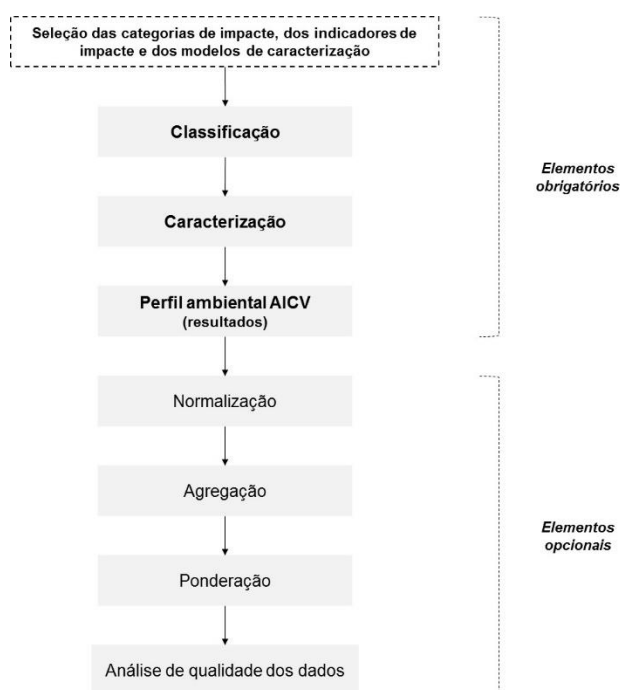 Seleção das categorias de impacte, dos indicadores de
impacte e dos modelos de caracterização
Classificação
Elementos
obrigatórios
Caracterização
Perfil ambiental AICV
(resultados)
Normalização
Agregação
Elementos
opcionais
Ponderação
Análise de qualidade dos dados